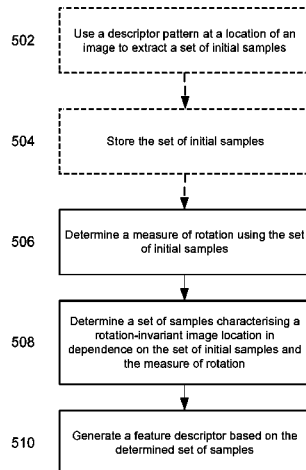 502
Use a descriptor pattern at a location of an
image to extract a set of initial samples
504
Store the set of initial samples
506
Determine a measure of rotation using the set
of initial samples
508
Determine a set of samples characterising a
rotation-invariant image location in
dependence on the set of initial samples and
the measure of rotation
510
Generate a feature descriptor based on the
determined set of samples